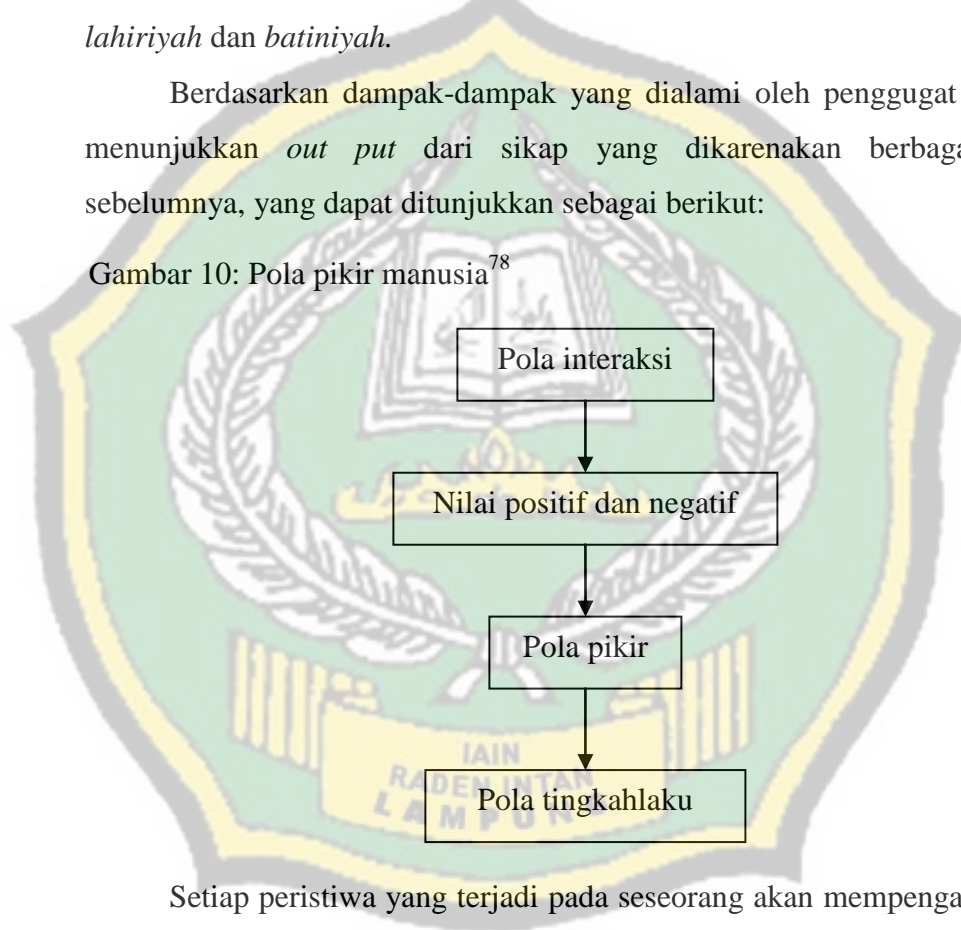 lahiriyah dan batiniyah.
Berdasarkan dampak-dampak yang dialami oleh penggugat
menunjukkan out put dari sikap yang dikarenakan
sebelumnya, yang dapat ditunjukkan sebagai berikut:
Gambar 10: Pola pikir manusia78
Pola interaksi
Nilai positif dan negatif
Pola pikir
Pola tingkahlaku
IAIN
RADEN INTAN
LAMPUNG
Setiap peristiwa yang terjadi pada seseorang akan